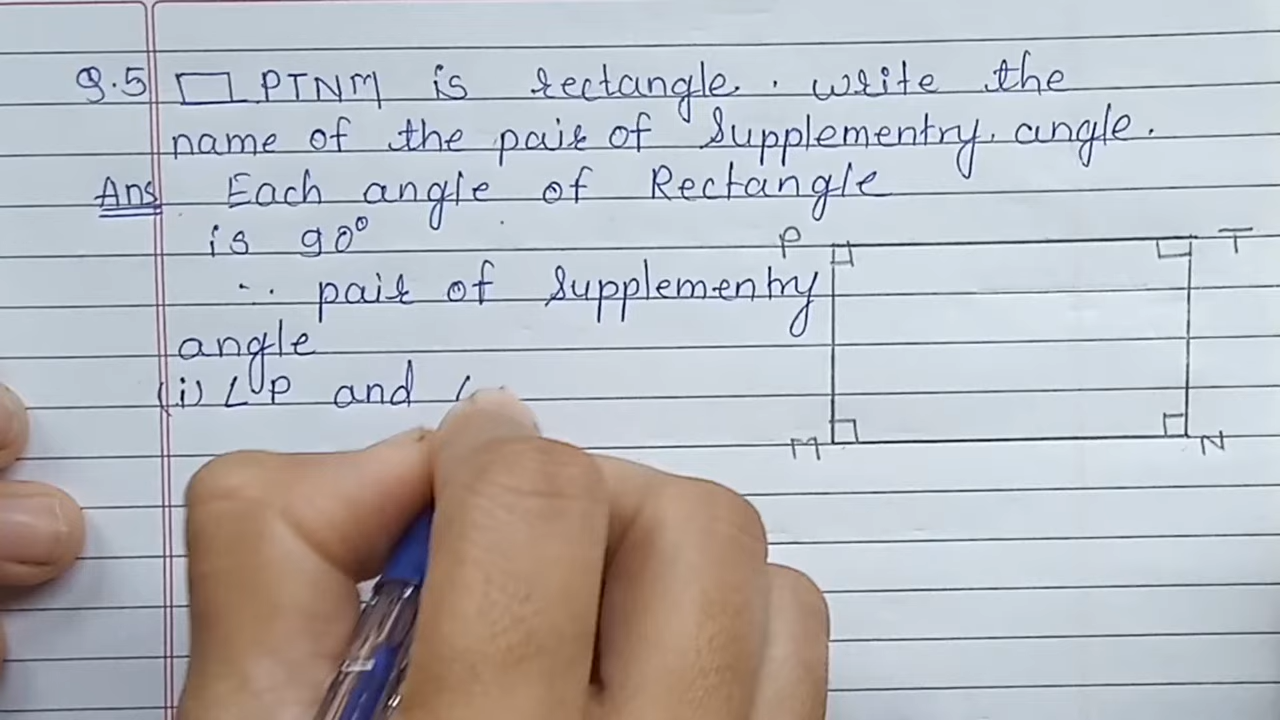 Q.5 ▭ PTNM is rectangle. write the
name of the pair of Supplementry angle.
Ans Each angle of Rectangle
is 90°
∴ pair of Supplementry
angle
(i) ∠P and ∠
P T
M N